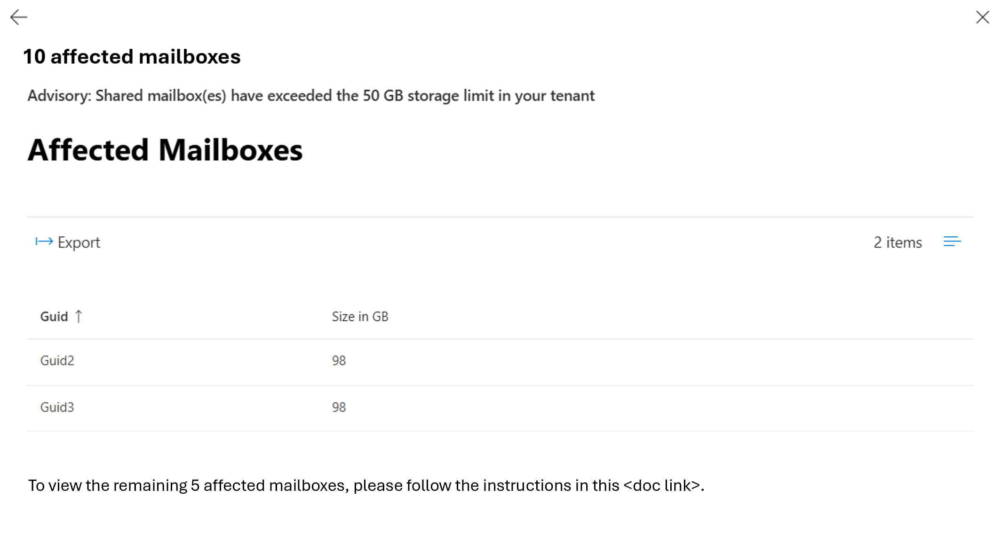 10 affected mailboxes
Advisory: Shared mailbox(es) have exceeded the 50 GB storage limit in your tenant
Affected Mailboxes
Export 2 items
Guid ↑ Size in GB
Guid2 98
Guid3 98
To view the remaining 5 affected mailboxes, please follow the instructions in this <doc link>.